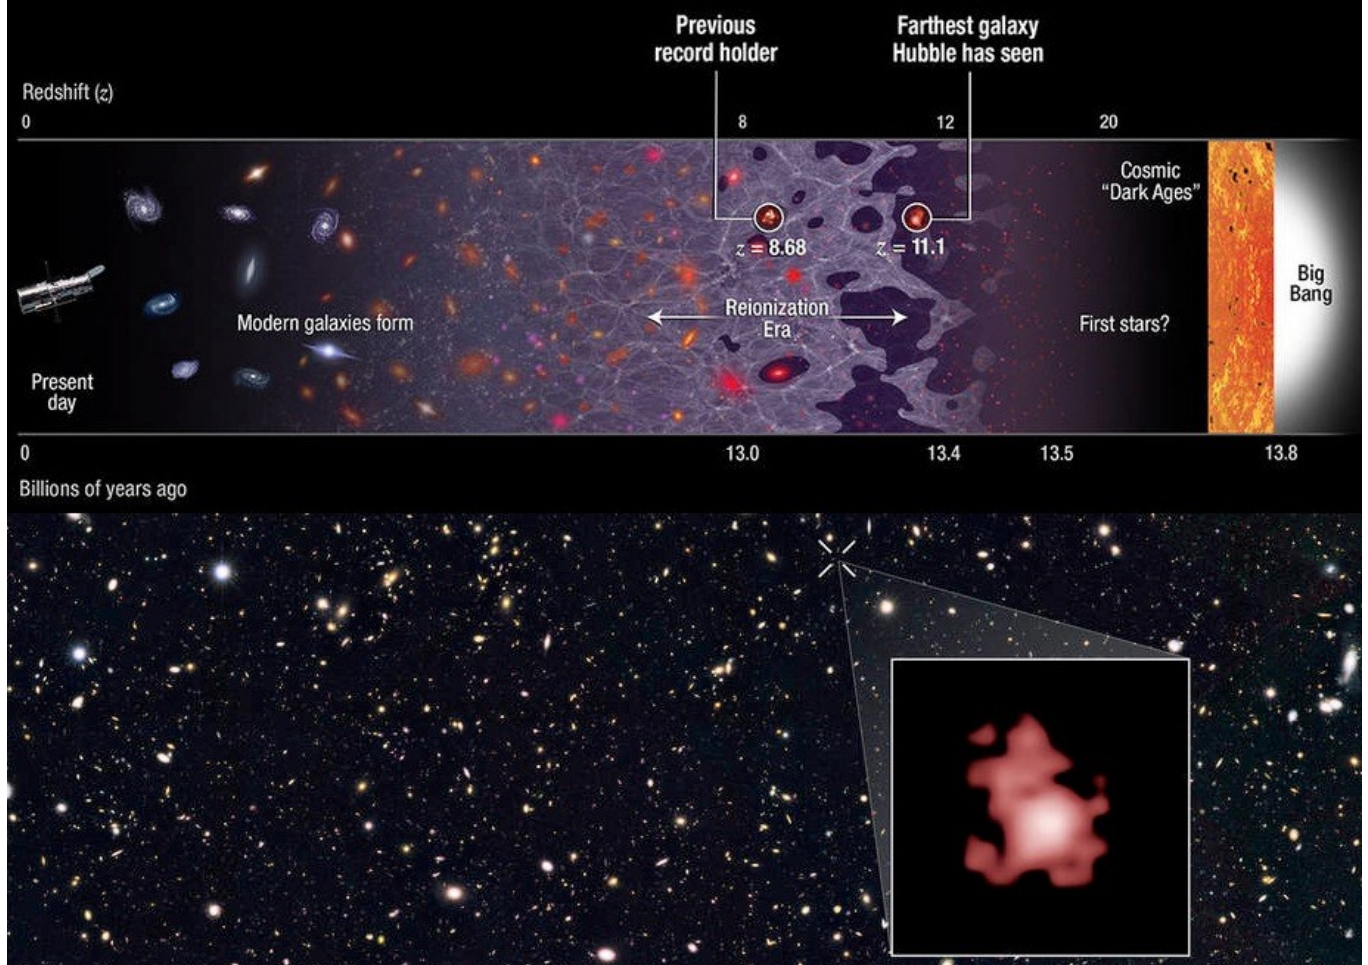 Previous
record holder
Farthest galaxy
Hubble has seen
Redshift (z)
0
8
12
20
Cosmic
"Dark Ages"
z = 8.68
z = 11.1
Big
Bang
Reionization
Era
Modern galaxies form
First stars?
Present
day
0
13.0
13.4
13.5
13.8
Billions of years ago